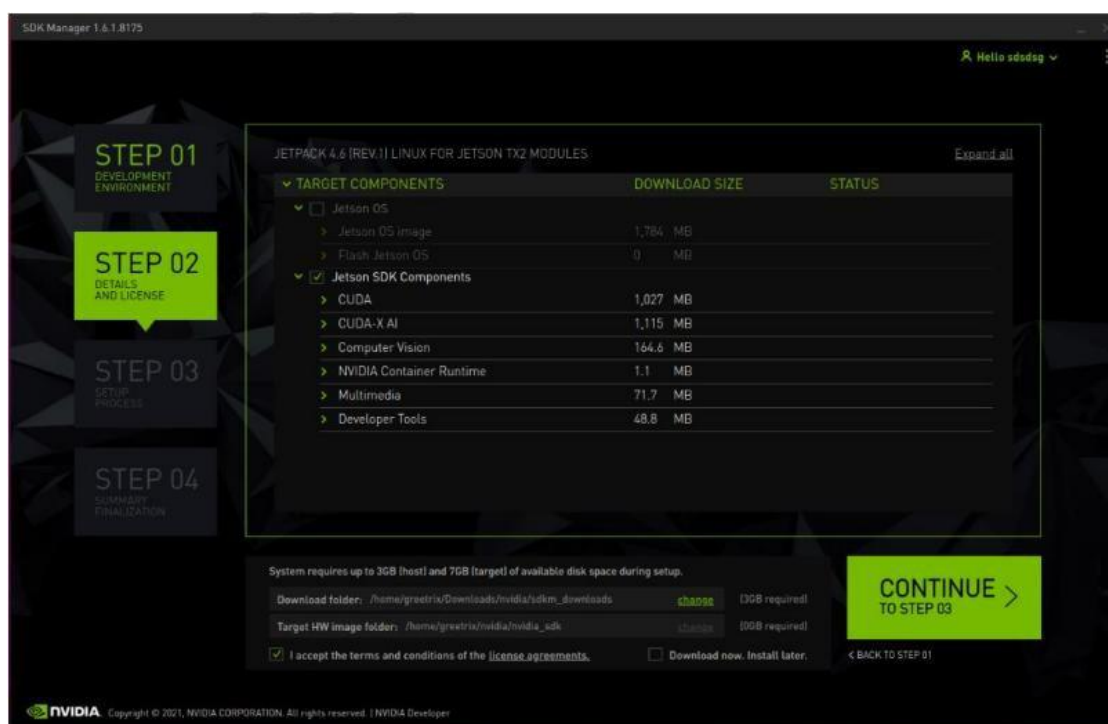 SDK Manager 1.6.1.8175
Hello sdsdsg
STEP 01
DEVELOPMENT
ENVIRONMENT
STEP 02
DETAILS
AND LICENSE
STEP 03
SETUP
PROCESS
STEP 04
SUMMARY
FINALIZATION
JETPACK 4.6 (REV.1) LINUX FOR JETSON TX2 MODULES Expand all
TARGET COMPONENTS DOWNLOAD SIZE STATUS
Jetson OS
Jetson OS image 1,784 MB
Flash Jetson OS 0 MB
Jetson SDK Components
CUDA 1,027 MB
CUDA-X AI 1,115 MB
Computer Vision 164.6 MB
NVIDIA Container Runtime 1.1 MB
Multimedia 71.7 MB
Developer Tools 48.8 MB
System requires up to 3GB (host) and 7GB (target) of available disk space during setup.
Download folder: /home/greetrix/Downloads/nvidia/sdkm_downloads change (3GB required)
Target HW image folder: /home/greetrix/nvidia/nvidia_sdk change (0GB required)
I accept the terms and conditions of the license agreements. Download now. Install later.
CONTINUE
TO STEP 03
< BACK TO STEP 01
NVIDIA. Copyright © 2021, NVIDIA CORPORATION. All rights reserved. | NVIDIA Developer